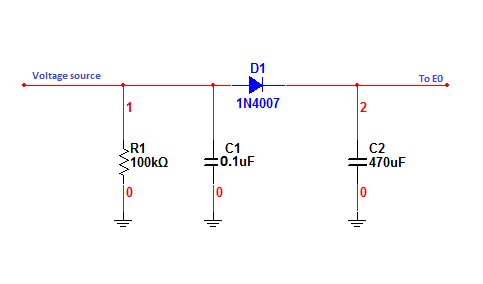 Voltage source
D1
1N4007
To E0
1
2
R1
100kΩ
C1
0.1uF
C2
470uF
0
0
0